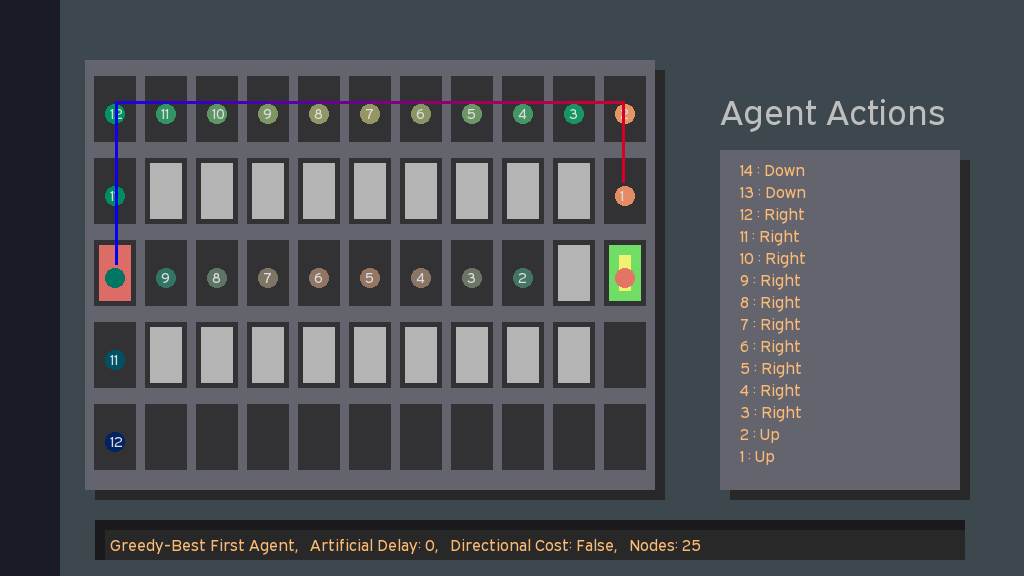 12 11 10 9 8 7 6 5 4 3 2
11 1
9 8 7 6 5 4 3 2
11
12
Agent Actions
14 : Down
13 : Down
12 : Right
11 : Right
10 : Right
9 : Right
8 : Right
7 : Right
6 : Right
5 : Right
4 : Right
3 : Right
2 : Up
1 : Up
Greedy-Best First Agent, Artificial Delay: 0, Directional Cost: False, Nodes: 25